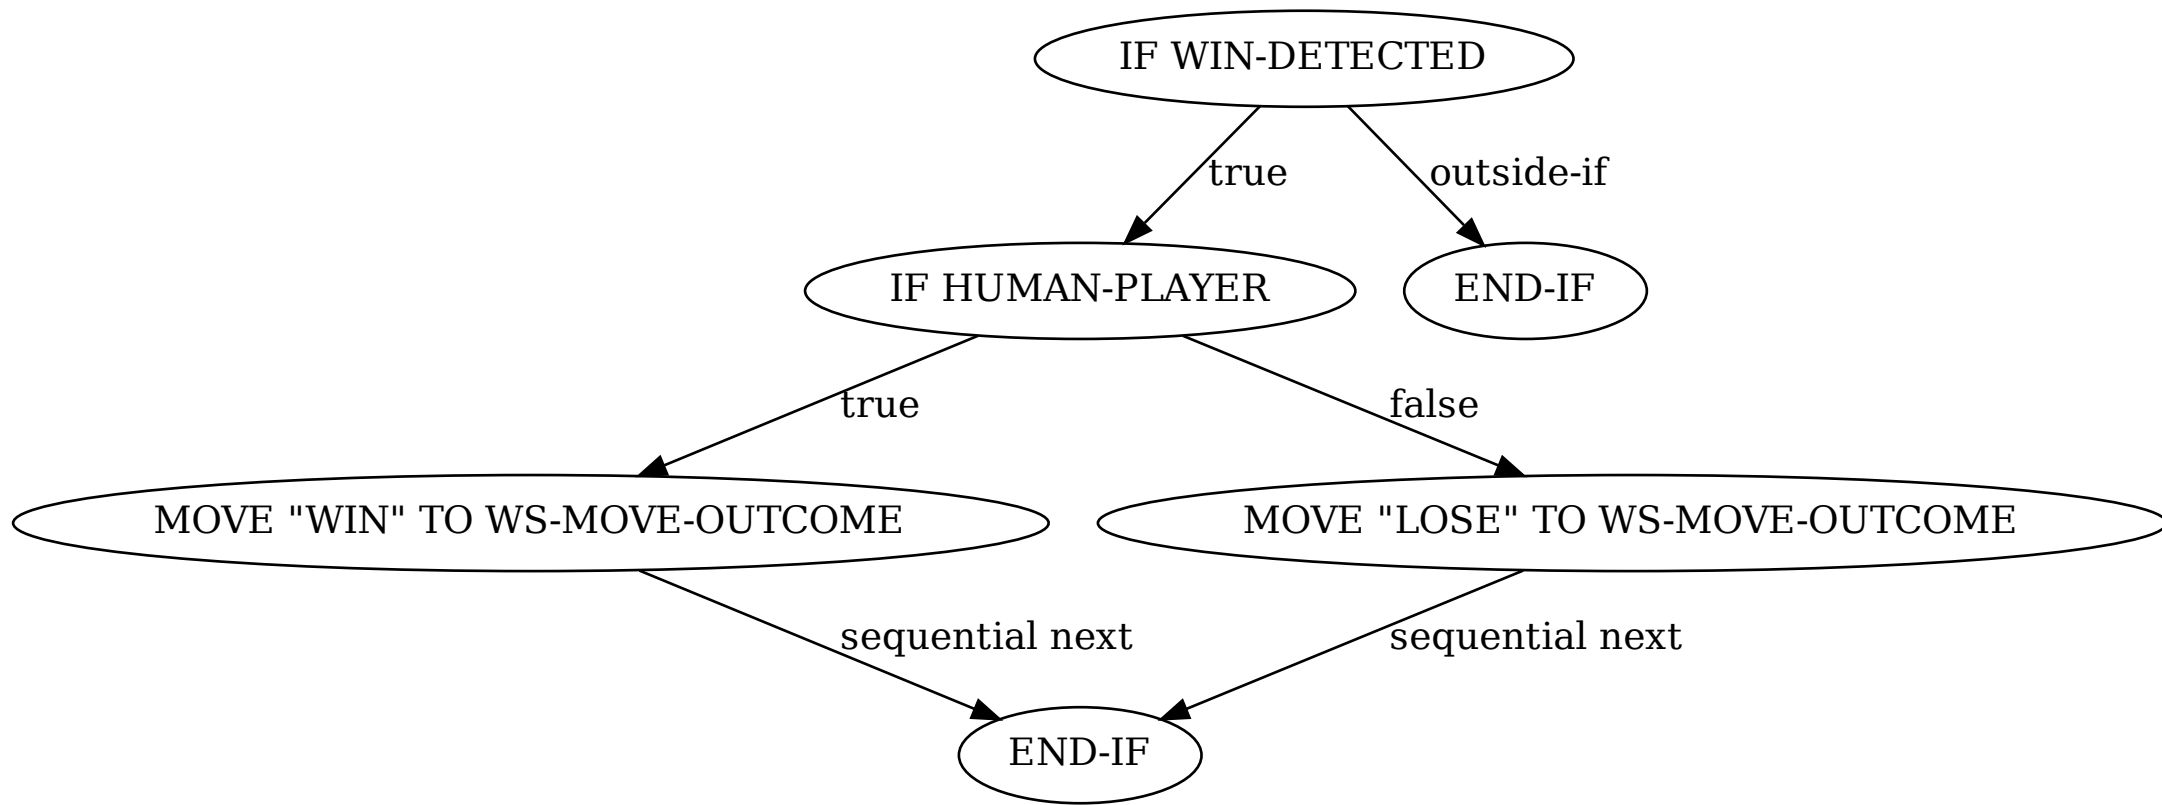 IF WIN-DETECTED
true
outside-if
IF HUMAN-PLAYER
END-IF
true
false
MOVE "WIN" TO WS-MOVE-OUTCOME
MOVE "LOSE" TO WS-MOVE-OUTCOME
sequential next
sequential next
END-IF